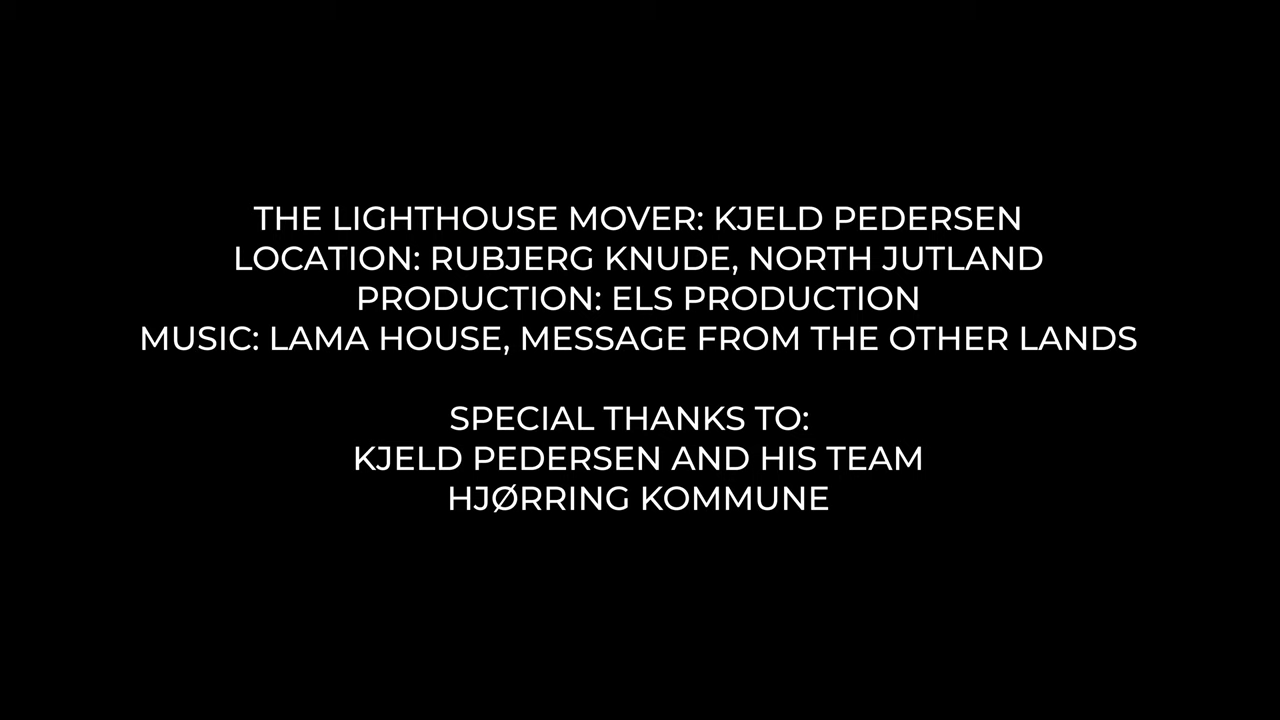 THE LIGHTHOUSE MOVER: KJELD PEDERSEN
LOCATION: RUBJERG KNUDE, NORTH JUTLAND
PRODUCTION: ELS PRODUCTION
MUSIC: LAMA HOUSE, MESSAGE FROM THE OTHER LANDS
SPECIAL THANKS TO:
KJELD PEDERSEN AND HIS TEAM
HJØRRING KOMMUNE